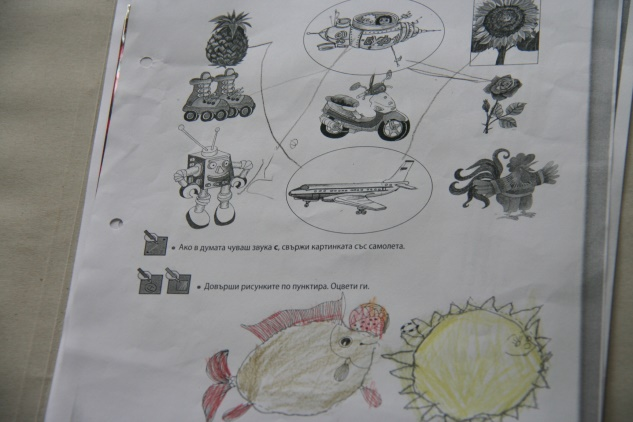 • Ако в думата чуваш звука с, свържи картинката със самолета.
• Довърши рисунките по пунктира. Оцвети ги.